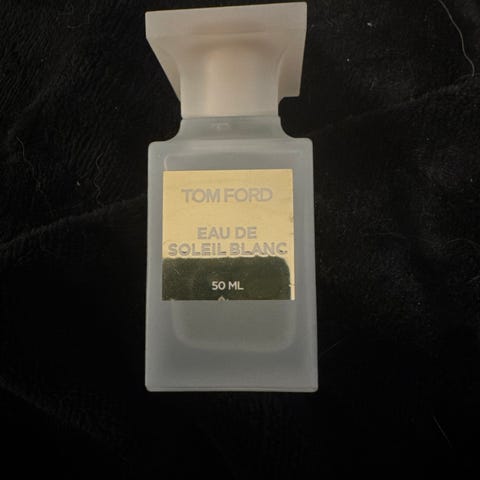 TOM FORD
EAU DE
SOLEIL BLANC
50 ML